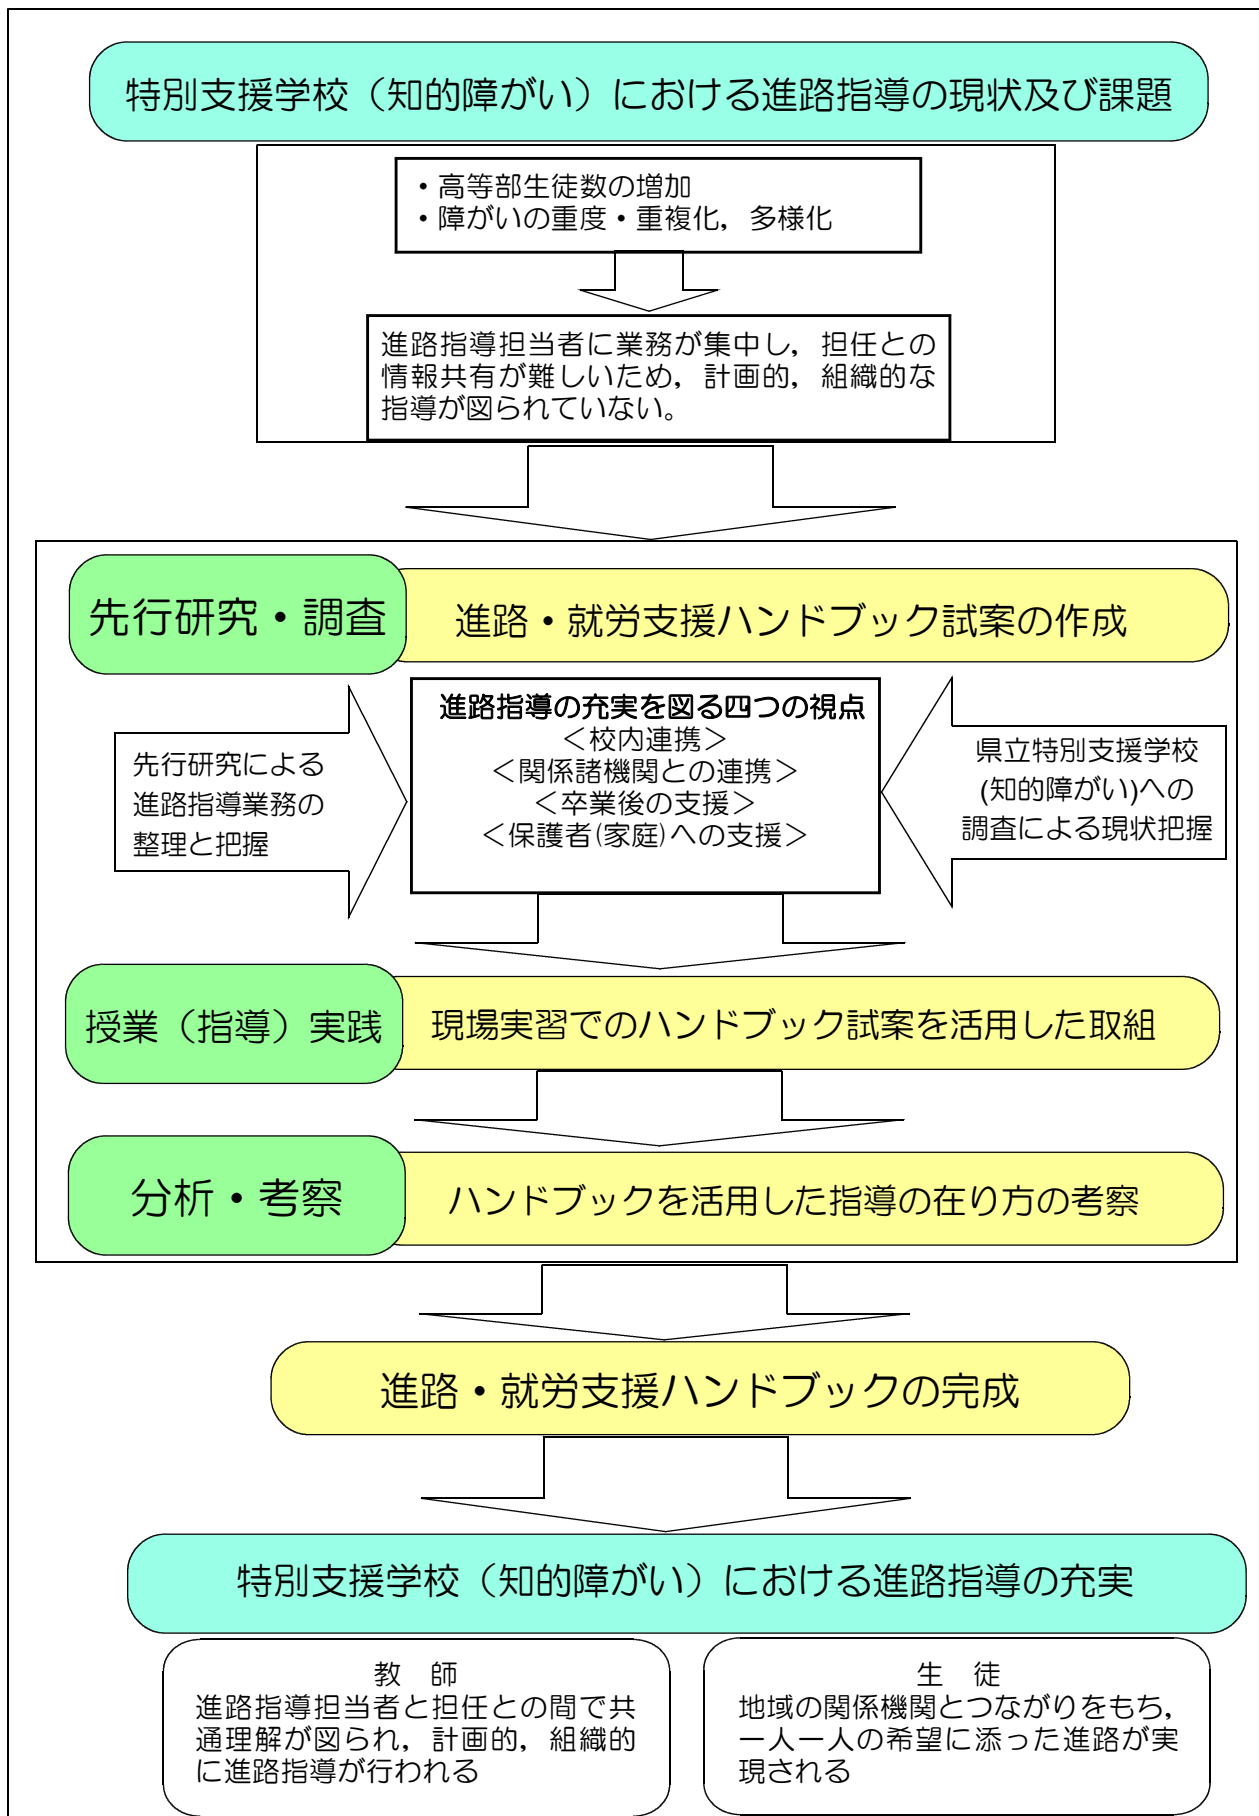 特別支援学校（知的障がい）における進路指導の現状及び課題
・高等部生徒数の増加
・障がいの重度・重複化，多様化
進路指導担当者に業務が集中し，担任との
情報共有が難しいため，計画的，組織的な
指導が図られていない。
先行研究・調査
進路・就労支援ハンドブック試案の作成
進路指導の充実を図る四つの視点
＜校内連携＞
＜関係諸機関との連携＞
＜卒業後の支援＞
＜保護者(家庭)への支援＞
先行研究による
進路指導業務の
整理と把握
県立特別支援学校
(知的障がい)への
調査による現状把握
授業（指導）実践
現場実習でのハンドブック試案を活用した取組
分析・考察
ハンドブックを活用した指導の在り方の考察
進路・就労支援ハンドブックの完成
特別支援学校（知的障がい）における進路指導の充実
教　師
進路指導担当者と担任との間で共
通理解が図られ，計画的，組織的
に進路指導が行われる
生　徒
地域の関係機関とつながりをもち，
一人一人の希望に添った進路が実
現される